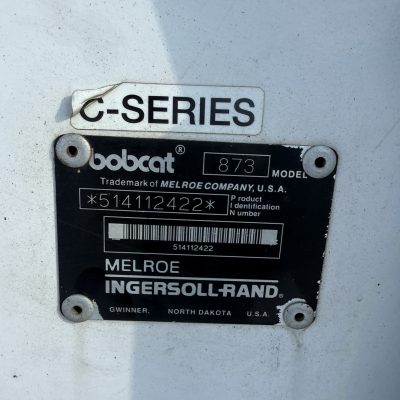 C-SERIES
bobcat® 873 MODEL
Trademark of MELROE COMPANY, U.S.A.
*514112422* Product Identification Number
514112422
MELROE
INGERSOLL-RAND®
GWINNER, NORTH DAKOTA U.S.A.